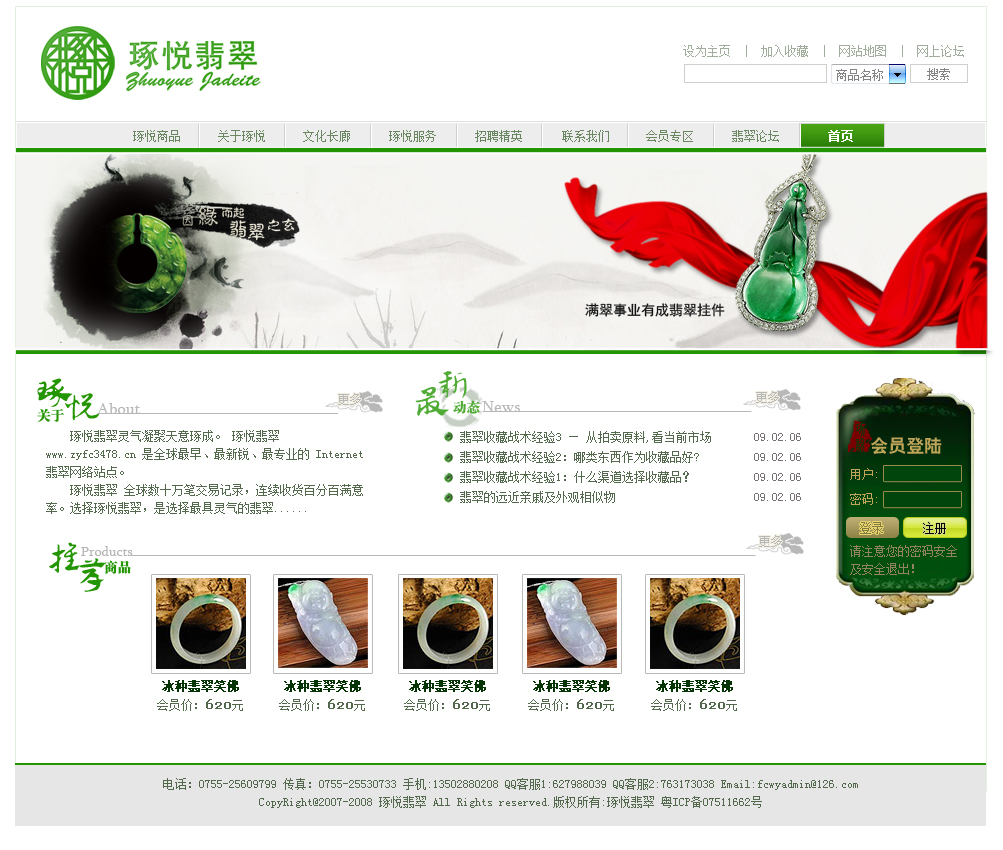 琢悦翡翠
Zhuoyue Jadeite
设为主页 | 加入收藏 | 网站地图 | 网上论坛
商品名称 搜索
琢悦商品 关于琢悦 文化长廊 琢悦服务 招聘精英 联系我们 会员专区 翡翠论坛 首页
因缘而起
翡翠之玄
满翠事业有成翡翠挂件
琢悦
关于 About
更多
琢悦翡翠灵气凝聚天意琢成。 琢悦翡翠
www.zyfc3478.cn 是全球最早、最新锐、最专业的 Internet
翡翠网络站点。
琢悦翡翠 全球数十万笔交易记录，连续收货百分百满意
率。选择琢悦翡翠，是选择最具灵气的翡翠......
最新
动态 News
更多
翡翠收藏战术经验3 — 从拍卖原料,看当前市场 09.02.06
翡翠收藏战术经验2：哪类东西作为收藏品好? 09.02.06
翡翠收藏战术经验1：什么渠道选择收藏品？ 09.02.06
翡翠的远近亲戚及外观相似物 09.02.06
会员登陆
用户:
密码:
登录 注册
请注意您的密码安全
及安全退出!
推荐
Products
商品
更多
冰种翡翠笑佛 冰种翡翠笑佛 冰种翡翠笑佛 冰种翡翠笑佛 冰种翡翠笑佛
会员价：620元 会员价：620元 会员价：620元 会员价：620元 会员价：620元
电话：0755-25609799 传真：0755-25530733 手机:13502880208 QQ客服1:627988039 QQ客服2:763173038 Email:fcwyadmin@126.com
CopyRight@2007-2008 琢悦翡翠 All Rights reserved.版权所有:琢悦翡翠 粤ICP备07511662号